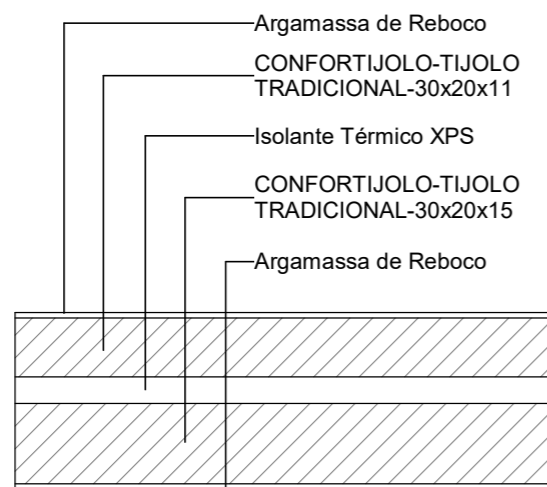 Argamassa de Reboco
CONFORTIJOLO-TIJOLO
TRADICIONAL-30x20x11
Isolante Térmico XPS
CONFORTIJOLO-TIJOLO
TRADICIONAL-30x20x15
Argamassa de Reboco